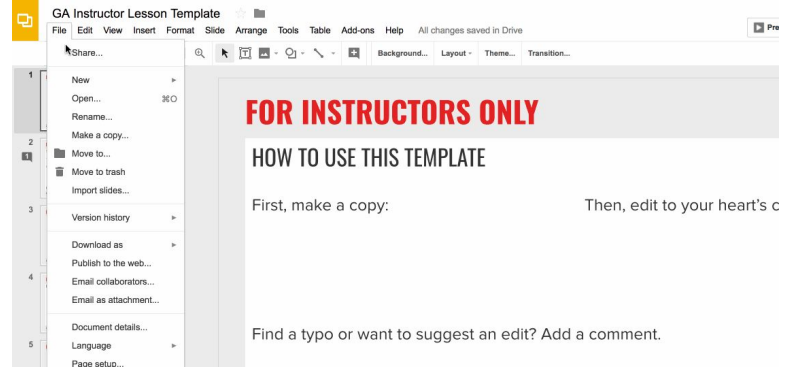 GA Instructor Lesson Template
File Edit View Insert Format Slide Arrange Tools Table Add-ons Help All changes saved in Drive
Pre
Background... Layout Theme... Transition...
Share...
New
Open... ⌘O
Rename...
Make a copy...
Move to...
Move to trash
Import slides...
Version history
Download as
Publish to the web...
Email collaborators...
Email as attachment...
Document details...
Language
Page setup...
1
2
1
3
4
5
FOR INSTRUCTORS ONLY
HOW TO USE THIS TEMPLATE
First, make a copy: Then, edit to your heart's c
Find a typo or want to suggest an edit? Add a comment.